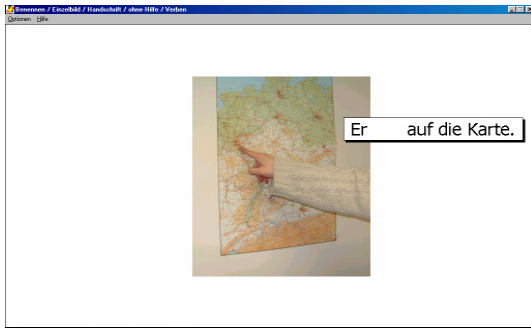 Benennen / Einzelbild / Handschrift / ohne Hilfe / Verben
Optionen Hilfe
Er auf die Karte.